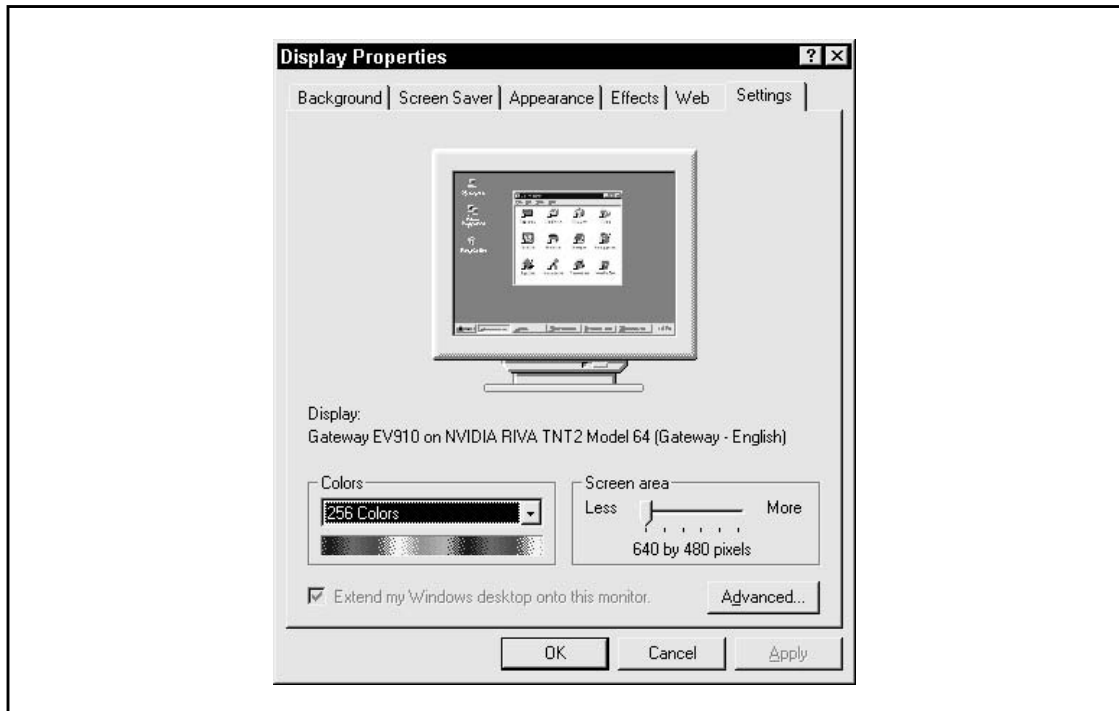 Display Properties
Background Screen Saver Appearance Effects Web Settings
Display:
Gateway EV910 on NVIDIA RIVA TNT2 Model 64 (Gateway - English)
Colors
256 Colors
Screen area
Less More
640 by 480 pixels
Extend my Windows desktop onto this monitor.
Advanced...
OK Cancel Apply